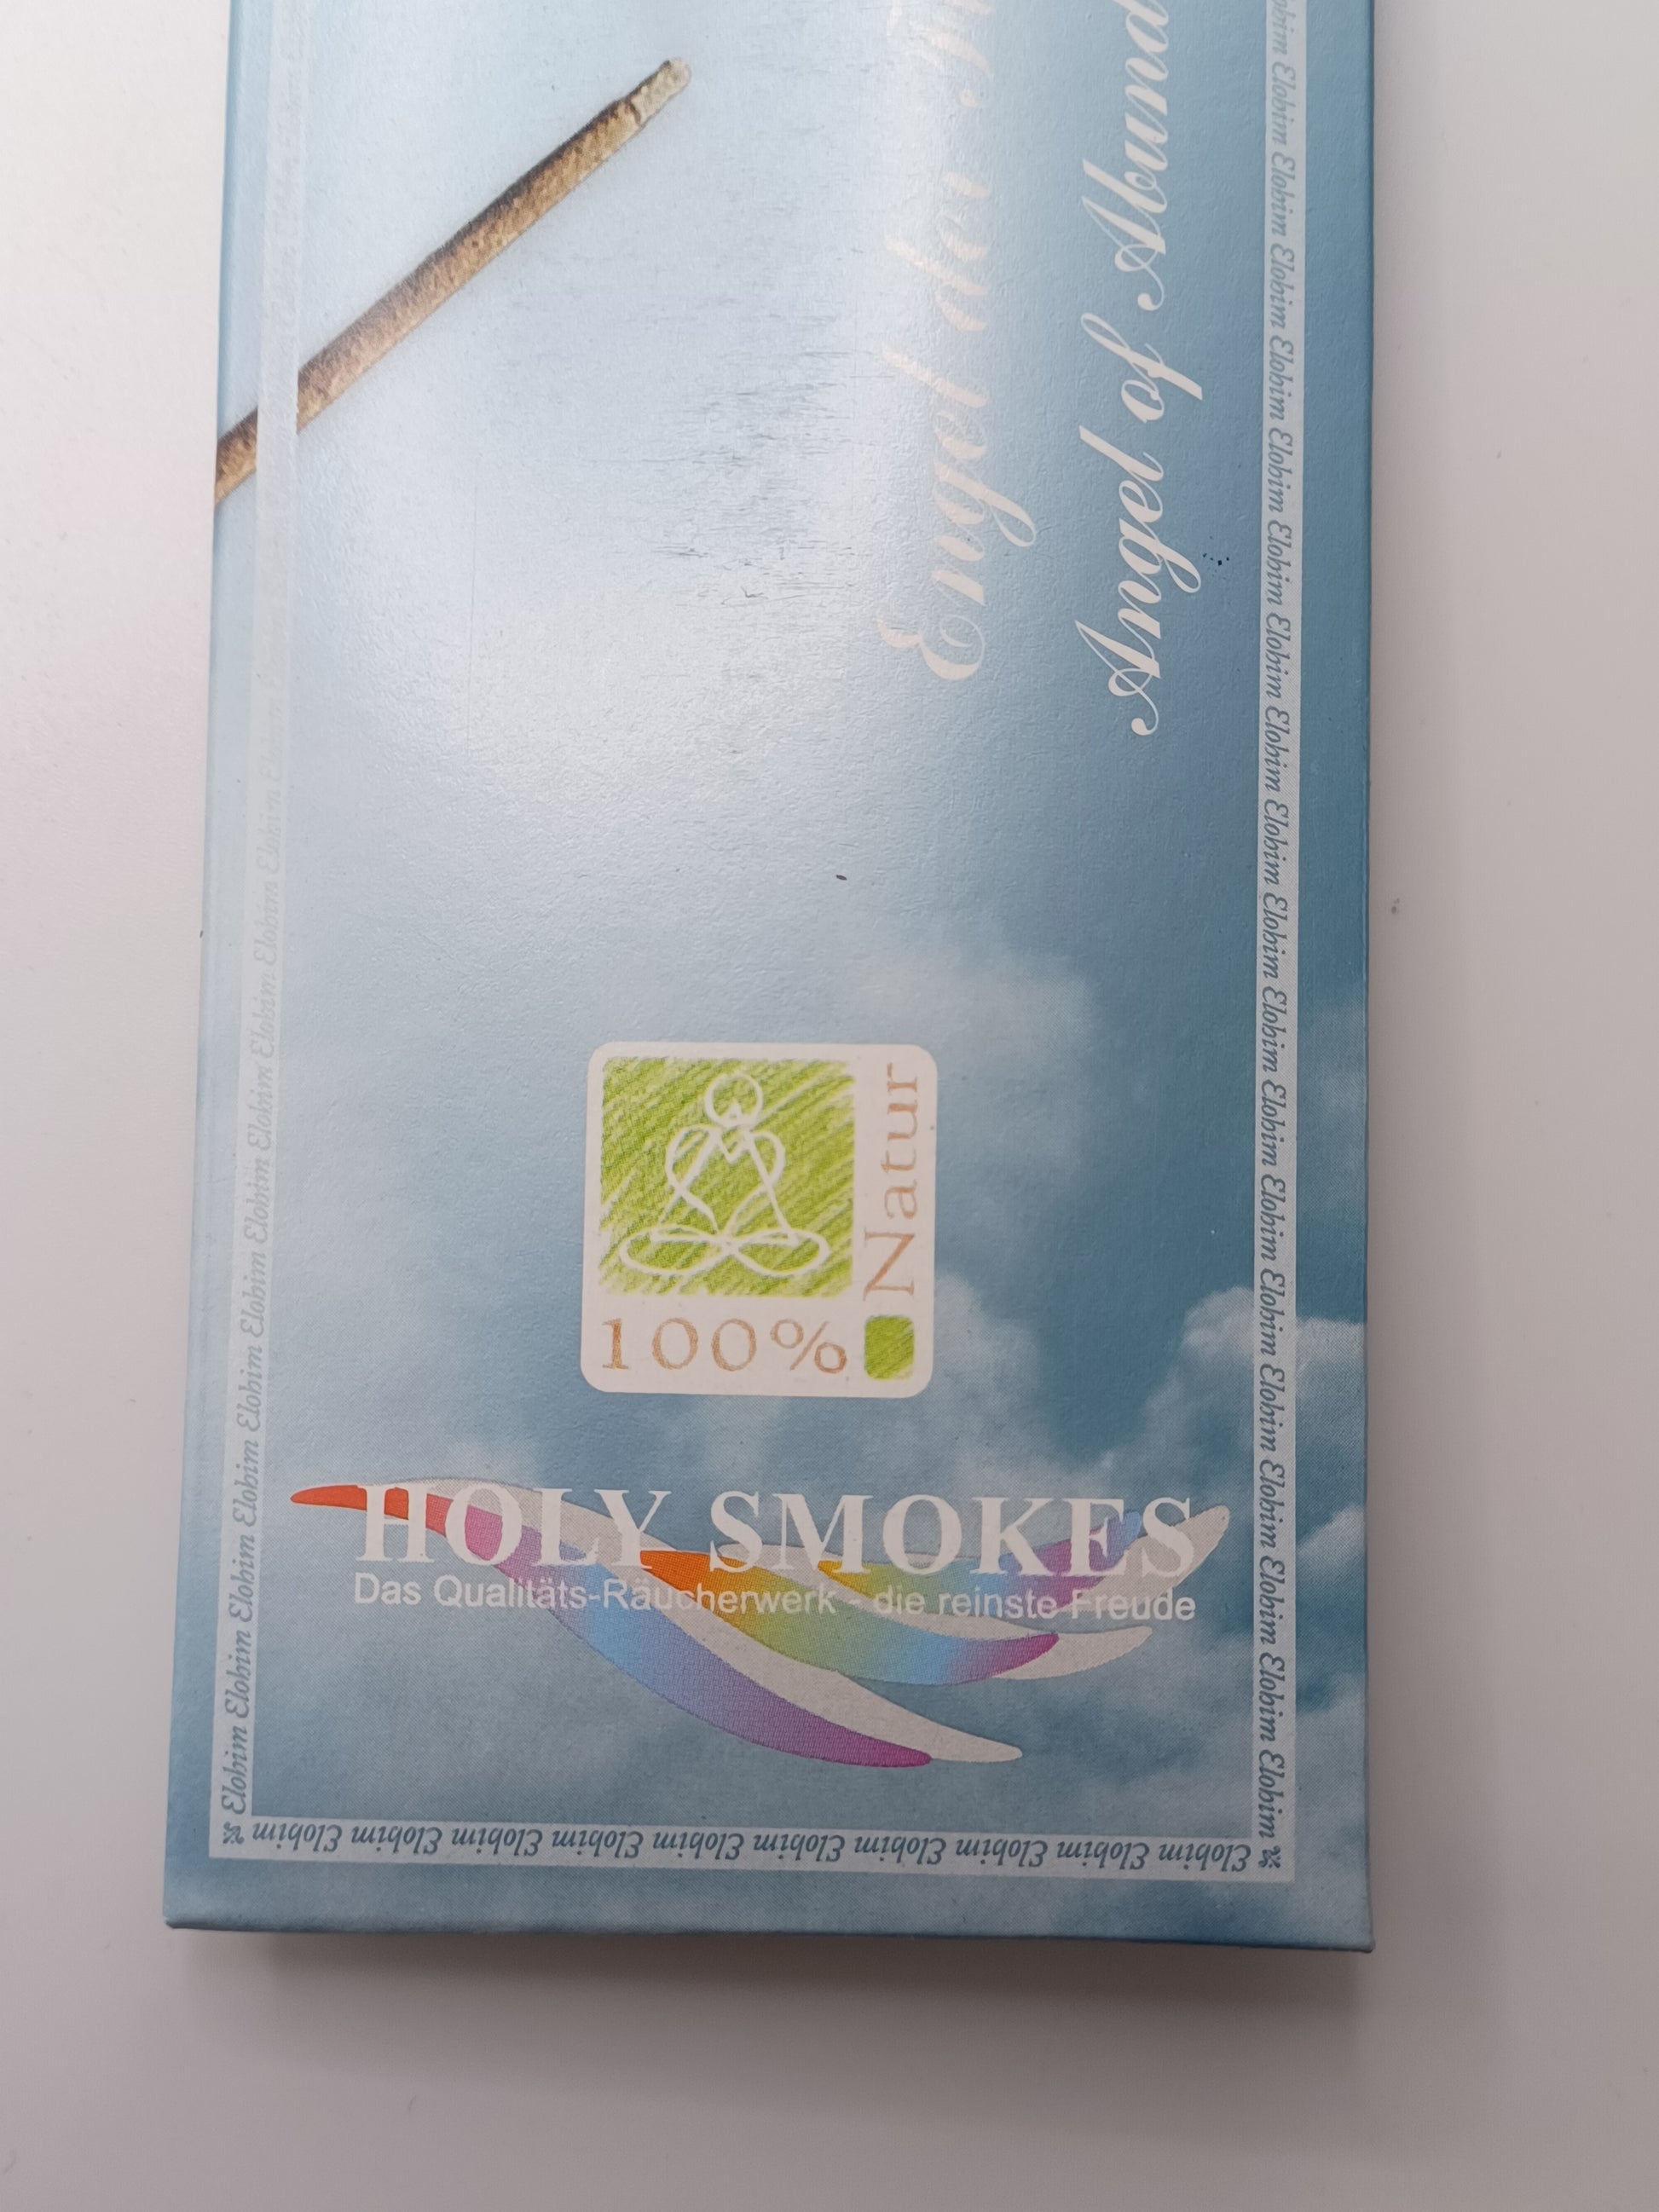 Engel der
Angel of Abund
100% Natur
HOLY SMOKES
Das Qualitäts-Räucherwerk - die reinste Freude
Elohim Elohim Elohim Elohim Elohim Elohim Elohim Elohim Elohim Elohim Elohim
Elohim Elohim Elohim Elohim Elohim Elohim Elohim Elohim Elohim Elohim Elohim Elohim Elohim Elohim Elohim Elohim Elohim Elohim Elohim
Elohim Elohim Elohim Elohim Elohim Elohim Elohim Elohim Elohim Elohim